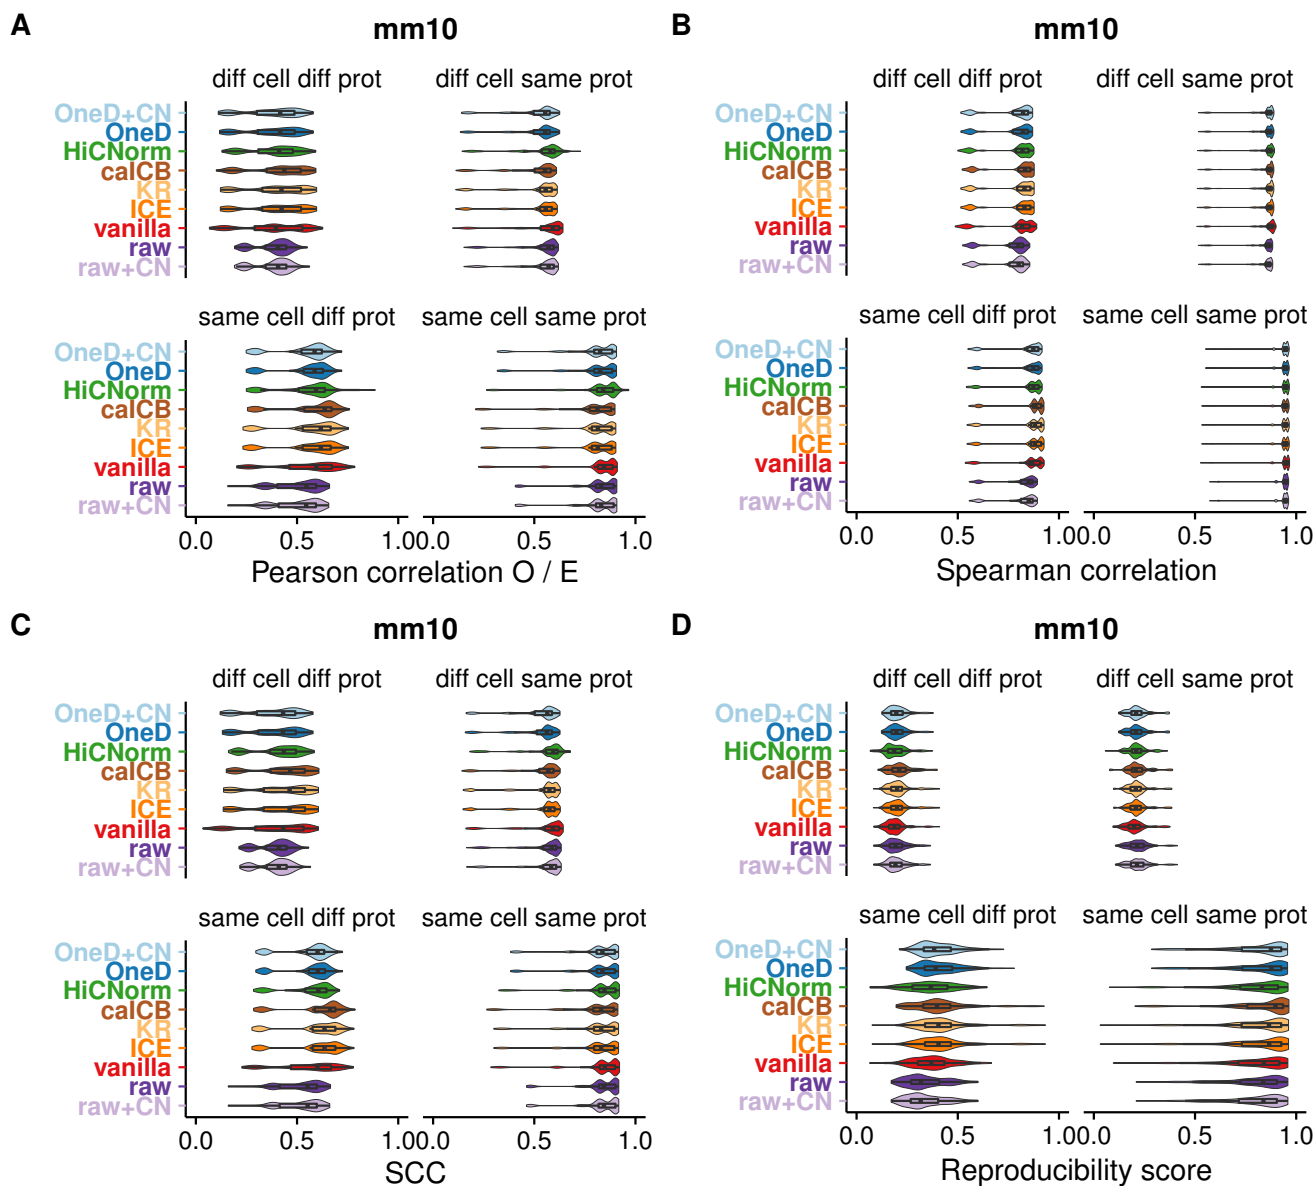 A
mm10
diff cell diff prot
diff cell same prot
OneD+CN
OneD
HiCNorm
calCB
KR
ICE
vanilla
raw
raw+CN
same cell diff prot
same cell same prot
OneD+CN
OneD
HiCNorm
calCB
KR
ICE
vanilla
raw
raw+CN
0.0 0.5 1.0 0.0 0.5 1.0
Pearson correlation O / E
B
mm10
diff cell diff prot
diff cell same prot
OneD+CN
OneD
HiCNorm
calCB
KR
ICE
vanilla
raw
raw+CN
same cell diff prot
same cell same prot
OneD+CN
OneD
HiCNorm
calCB
KR
ICE
vanilla
raw
raw+CN
0.0 0.5 1.0 0.0 0.5 1.0
Spearman correlation
C
mm10
diff cell diff prot
diff cell same prot
OneD+CN
OneD
HiCNorm
calCB
KR
ICE
vanilla
raw
raw+CN
same cell diff prot
same cell same prot
OneD+CN
OneD
HiCNorm
calCB
KR
ICE
vanilla
raw
raw+CN
0.0 0.5 1.0 0.0 0.5 1.0
SCC
D
mm10
diff cell diff prot
diff cell same prot
OneD+CN
OneD
HiCNorm
calCB
KR
ICE
vanilla
raw
raw+CN
same cell diff prot
same cell same prot
OneD+CN
OneD
HiCNorm
calCB
KR
ICE
vanilla
raw
raw+CN
0.0 0.5 1.0 0.0 0.5 1.0
Reproducibility score